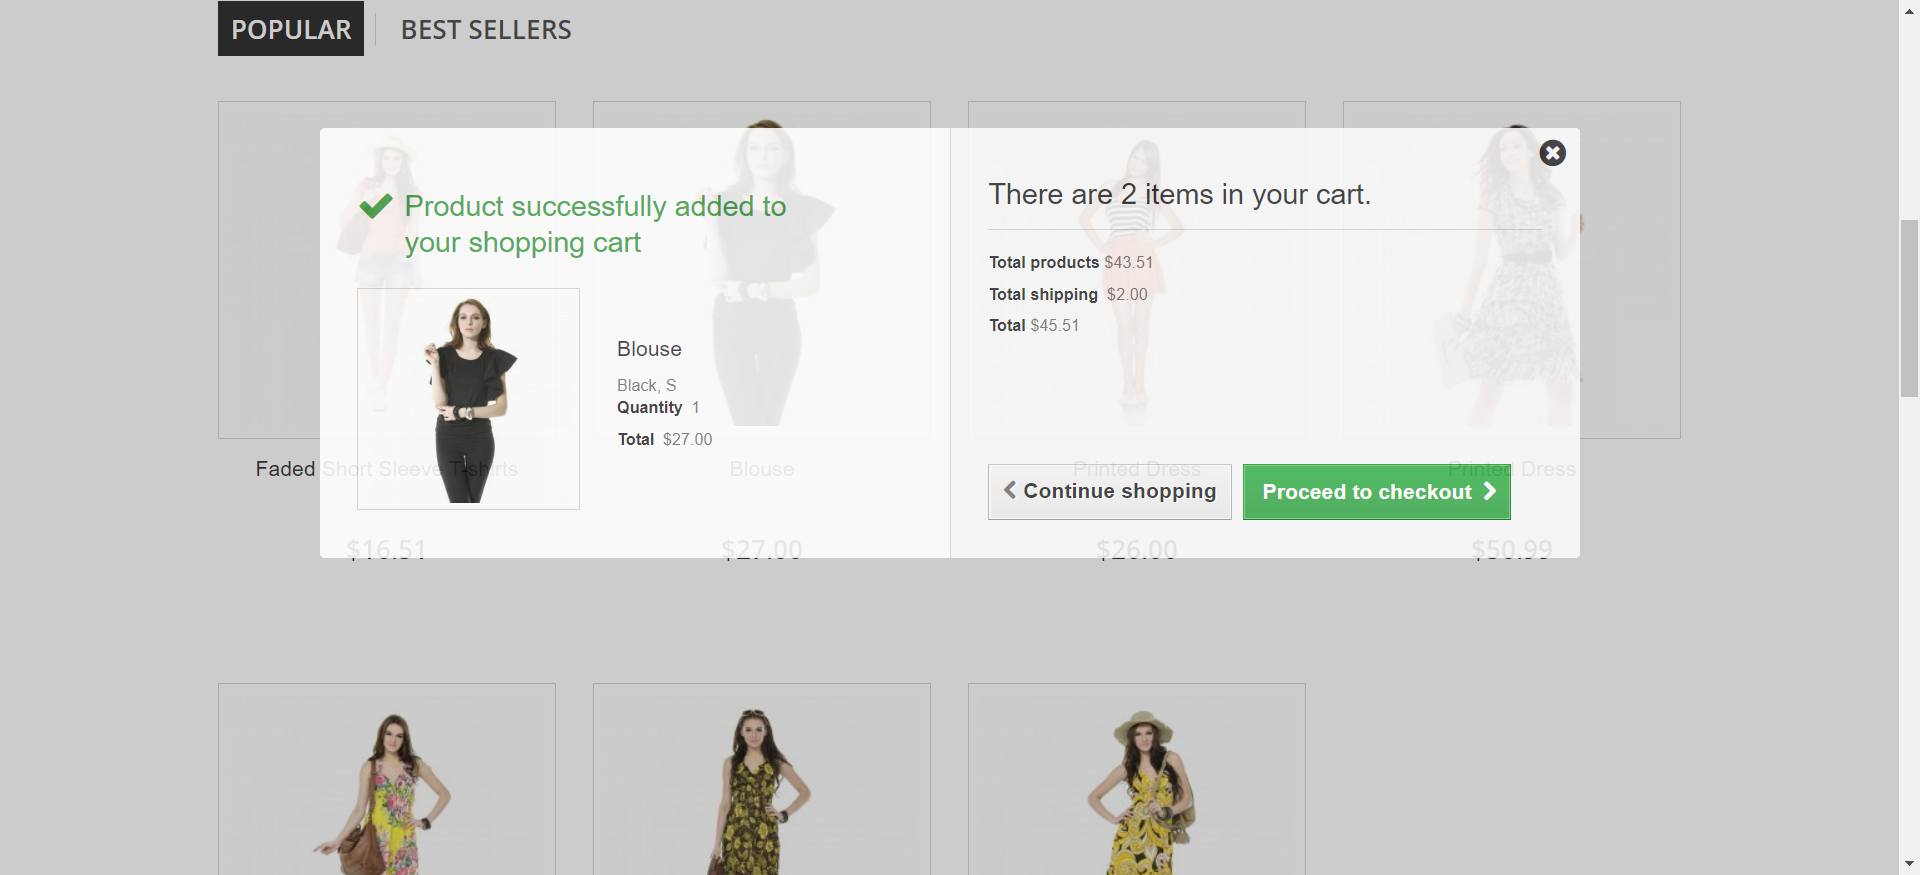 POPULAR
BEST SELLERS
Product successfully added to
your shopping cart
Blouse
Black, S
Quantity 1
Total $27.00
There are 2 items in your cart.
Total products $43.51
Total shipping $2.00
Total $45.51
Continue shopping
Proceed to checkout
Faded Short Sleeve T-shirts
Blouse
Printed Dress
Printed Dress
$16.51
$27.00
$26.00
$50.99